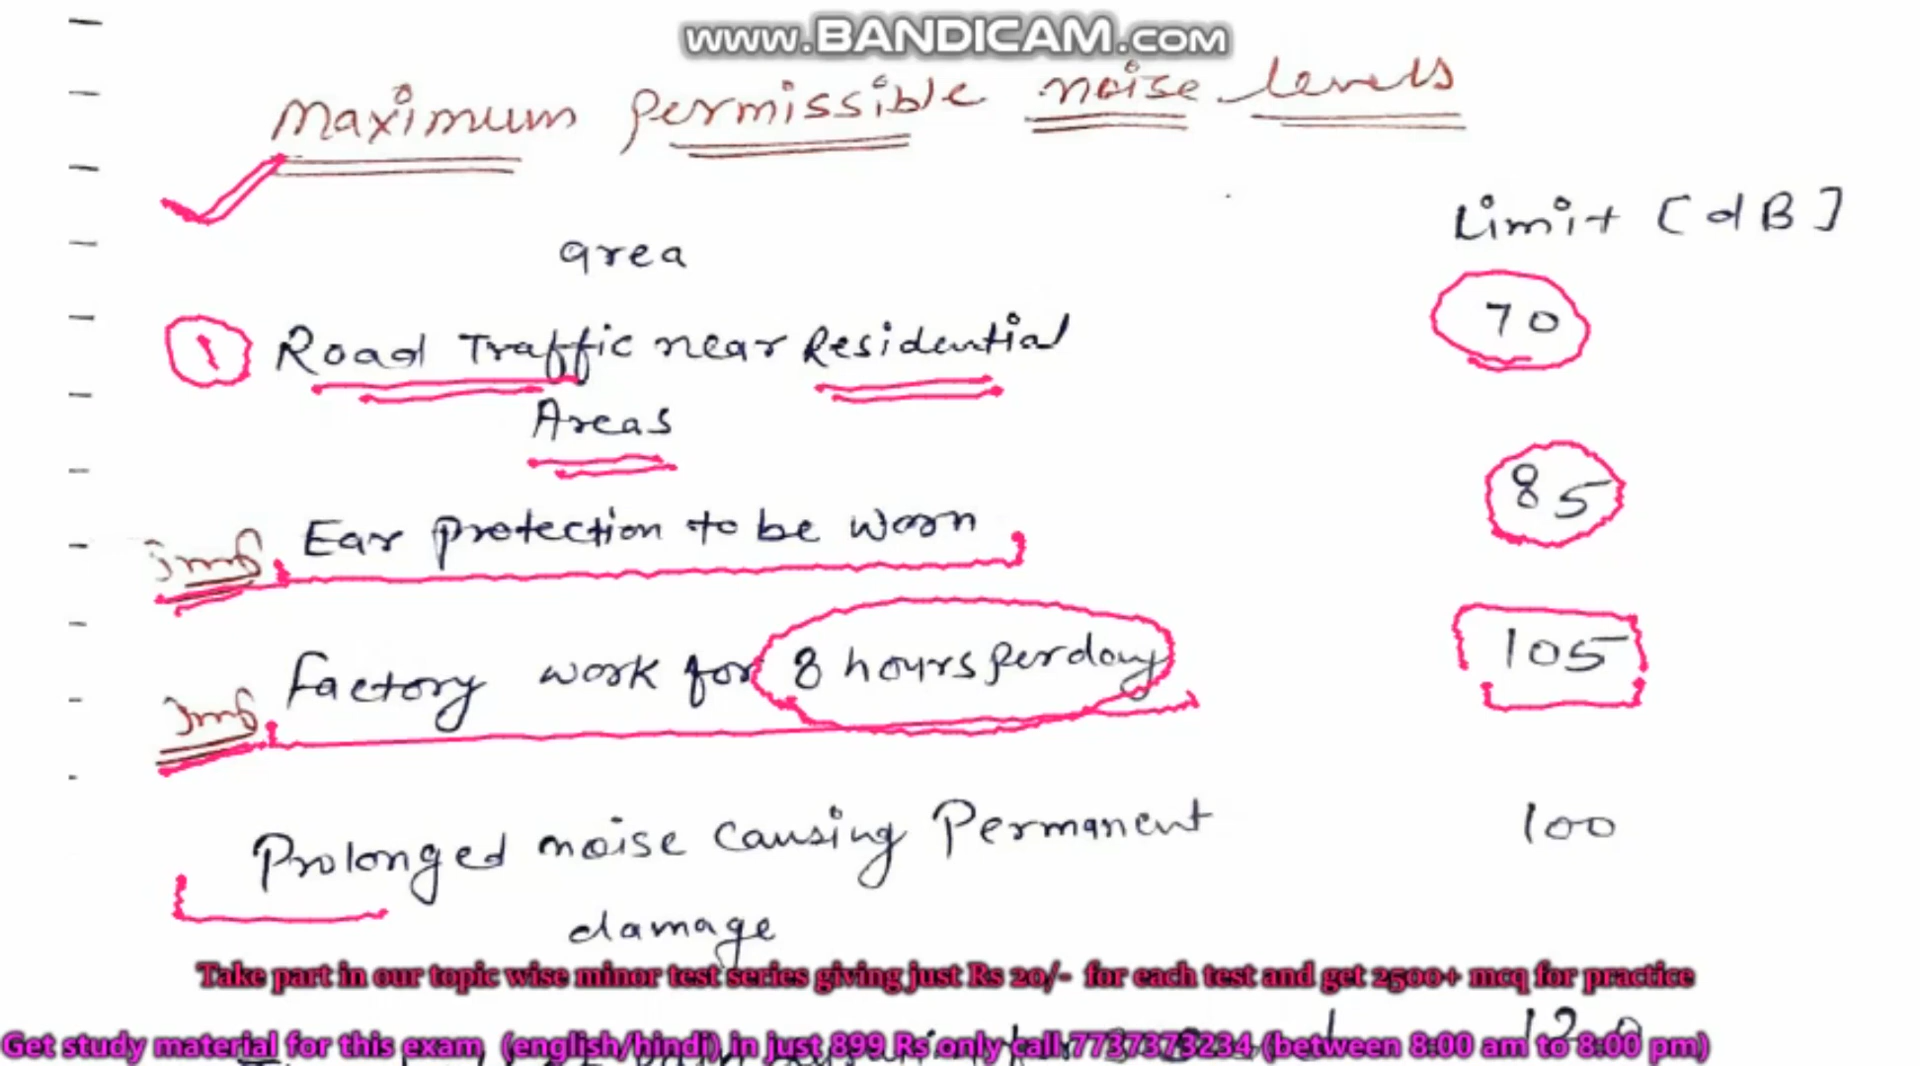 www.BANDICAM.com
Maximum permissible noise levels
area Limit [dB]
1 Road Traffic near Residential 70
Areas
Imp Ear protection to be worn 85
Imp Factory work for 8 hours per day 105
Prolonged noise causing Permanent 100
damage
Take part in our topic wise minor test series giving just Rs 20/- for each test and get 2500+ mcq for practice
120
Get study material for this exam (english/hindi) in just 899 Rs only call 7737373234 (between 8:00 am to 8:00 pm)